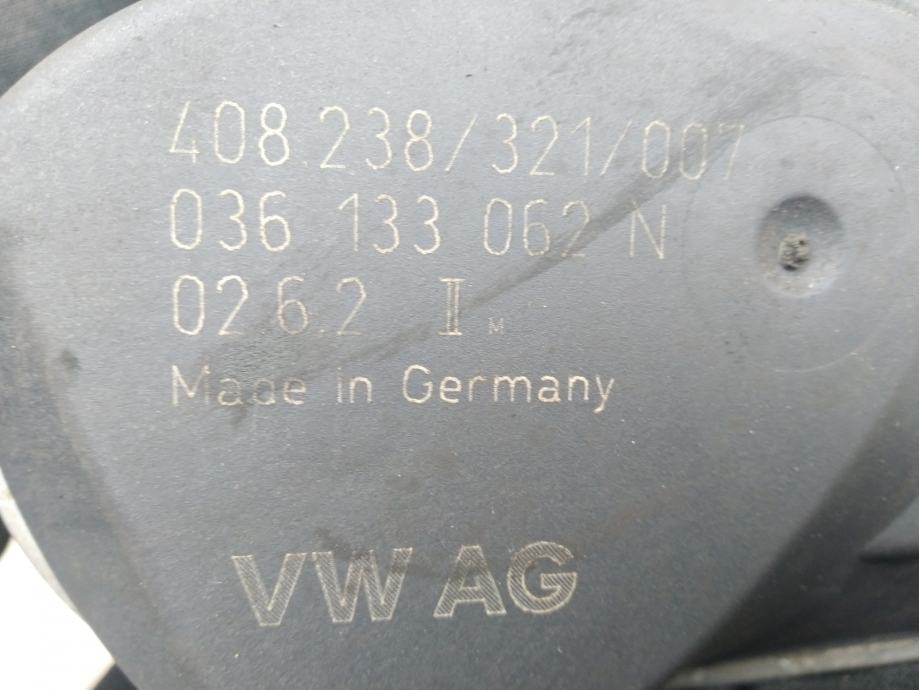 408.238/321/007
036 133 062 N
02.6.2 II M
Made in Germany
VW AG